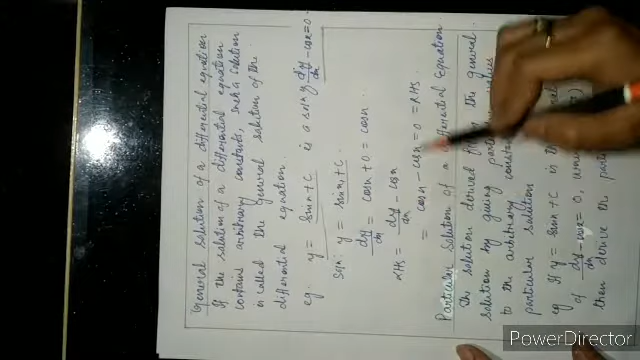 General solution of a differential equation
If the solution of a differential equation
contains arbitrary constants, such a solution
is called the general solution of the
differential equation.
eg. y = sinx + c is a soln of dy/dx - cosx = 0.
Soln: y = sinx + c.
dy/dx = cosx + 0 = cosx
LHS = dy/dx - cosx
= cosx - cosx = 0 = RHS.
Particular solution of a differential Equation
The solution derived from the general
solution by giving particular values
to the arbitrary constants
particular solution
eg If y = sinx + c is the
of dy/dx - cosx = 0,
then derive the
PowerDirector